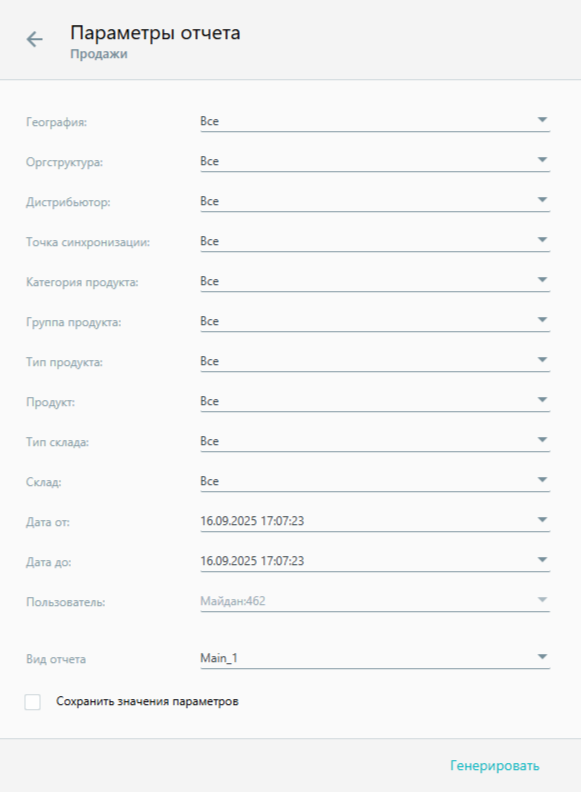 Параметры отчета
Продажи
География: Все
Оргструктура: Все
Дистрибьютор: Все
Точка синхронизации: Все
Категория продукта: Все
Группа продукта: Все
Тип продукта: Все
Продукт: Все
Тип склада: Все
Склад: Все
Дата от: 16.09.2025 17:07:23
Дата до: 16.09.2025 17:07:23
Пользователь: Майдан:462
Вид отчета Main_1
Сохранить значения параметров
Генерировать